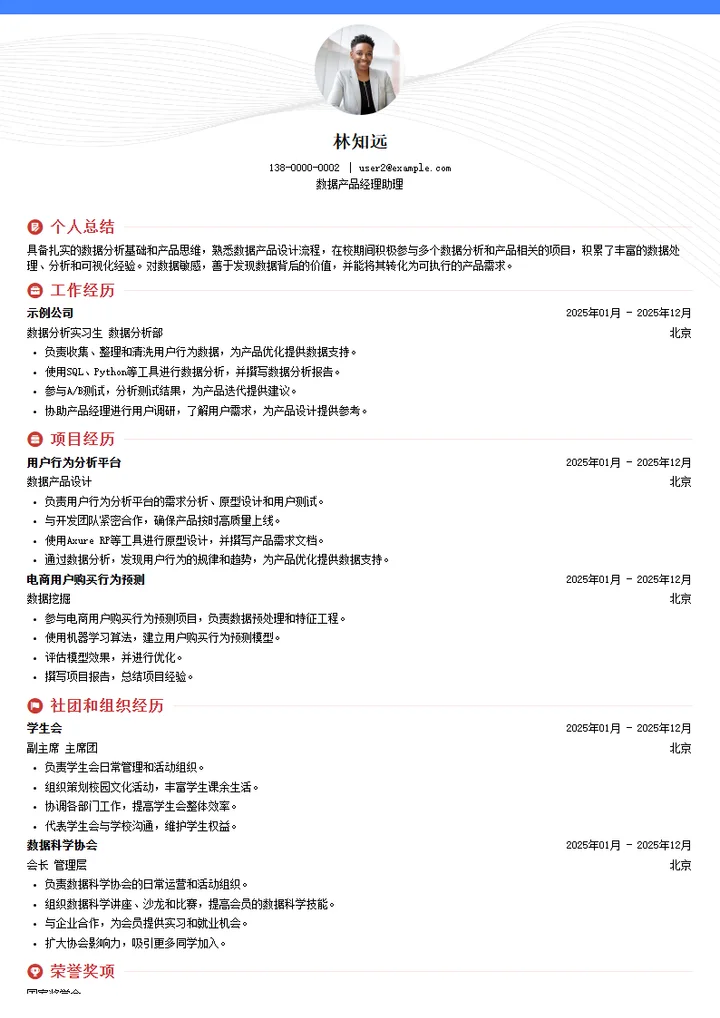 林知远
138-0000-0002 | user2@example.com
数据产品经理助理
个人总结
具备扎实的数据分析基础和产品思维，熟悉数据产品设计流程，在校期间积极参与多个数据分析和产品相关的项目，积累了丰富的数据处
理、分析和可视化经验。对数据敏感，善于发现数据背后的价值，并能将其转化为可执行的产品需求。
工作经历
示创公司 2025年01月 - 2025年12月
数据分析实习生 数据分析部 北京
• 负责收集、整理和清洗用户行为数据，为产品优化提供数据支持。
• 使用SQL、Python等工具进行数据分析，并撰写数据分析报告。
• 参与A/B测试，分析测试结果，为产品迭代提供建议。
• 协助产品经理进行用户调研，了解用户需求，为产品设计提供参考。
项目经历
用户行为分析平台 2025年01月 - 2025年12月
数据产品设计 北京
• 负责用户行为分析平台的需求分析、原型设计和用户测试。
• 与开发团队紧密合作，确保产品按时高质量上线。
• 使用Axure RP等工具进行原型设计，并撰写产品需求文档。
• 通过数据分析，发现用户行为的规律和趋势，为产品优化提供数据支持。
电商用户购买行为预测 2025年01月 - 2025年12月
数据挖掘 北京
• 参与电商用户购买行为预测项目，负责数据预处理和特征工程。
• 使用机器学习算法，建立用户购买行为预测模型。
• 评估模型效果，并进行优化。
• 撰写项目报告，总结项目经验。
社团和组织经历
学生会 2025年01月 - 2025年12月
副主席 主席团 北京
• 负责学生会日常管理和活动组织。
• 组织策划校园文化活动，丰富学生课余生活。
• 协调各部门工作，提高学生会整体效率。
• 代表学生会与学校沟通，维护学生权益。
数据科学协会 2025年01月 - 2025年12月
会长 管理层 北京
• 负责数据科学协会的日常运营和活动组织。
• 组织数据科学讲座、沙龙和比赛，提高会员的数据科学技能。
• 与企业合作，为会员提供实习和就业机会。
• 扩大协会影响力，吸引更多同学加入。
荣誉奖项